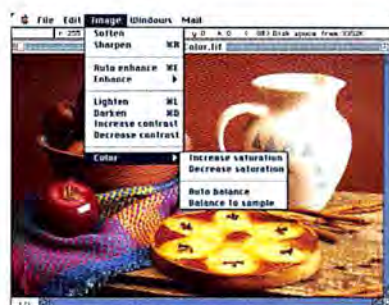 File Edit Image Windows Mail
Color.tif
Soften
Sharpen ⌘R
Auto enhance ⌘E
Enhance ▶
Lighten ⌘L
Darken ⌘D
Increase contrast
Decrease contrast
Color ▶
Increase saturation
Decrease saturation
Auto balance
Balance to sample